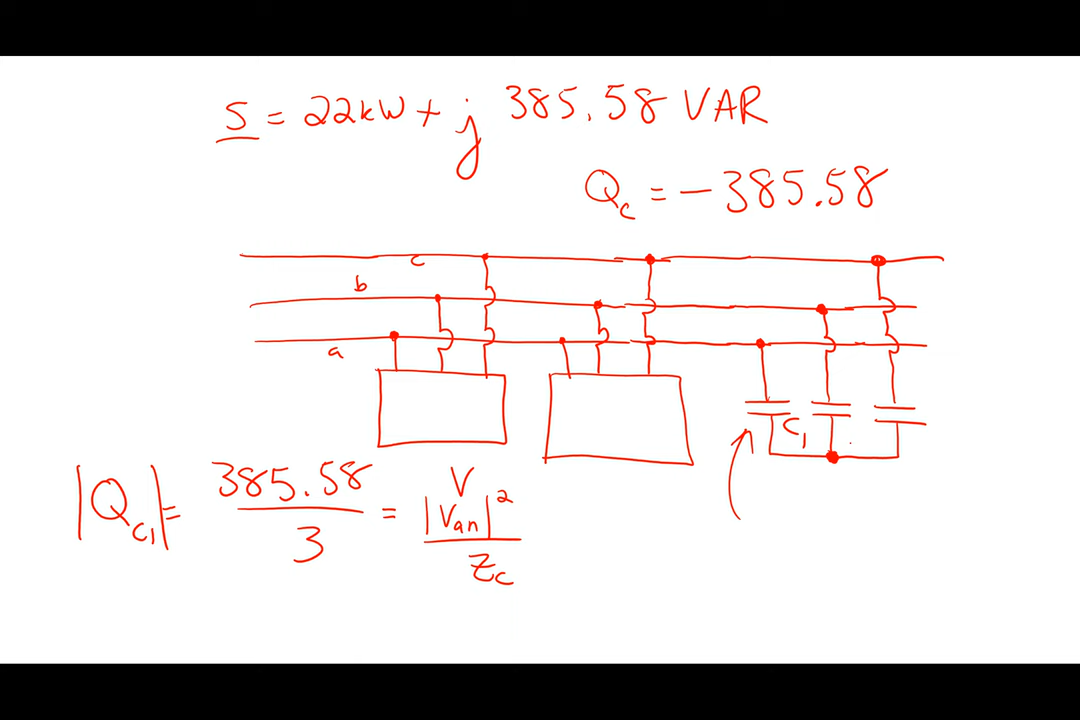 S = 22kW + j 385.58 VAR
Qc = -385.58
c
b
a
C1
|Qc1| = 385.58 / 3 = V |Van|² / Zc